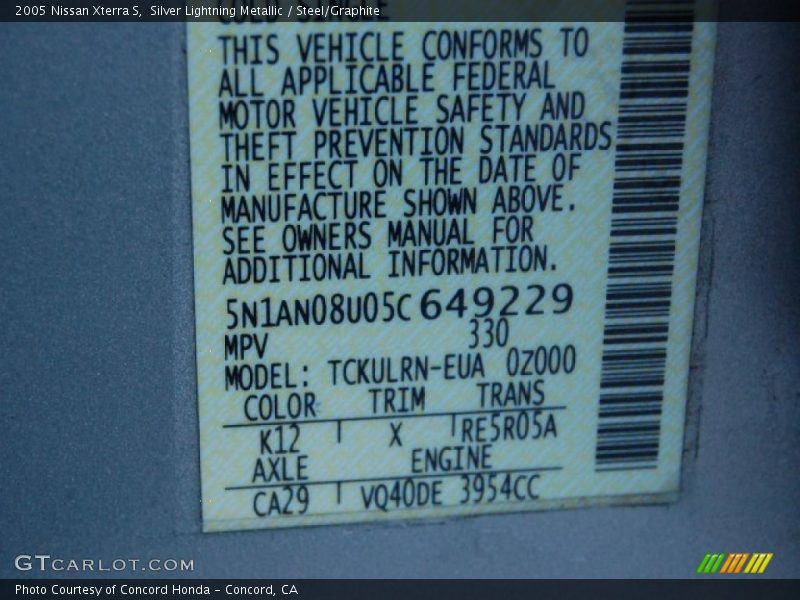 2005 Nissan Xterra S,  Silver Lightning Metallic / Steel/Graphite
THIS VEHICLE CONFORMS TO
ALL APPLICABLE FEDERAL
MOTOR VEHICLE SAFETY AND
THEFT PREVENTION STANDARDS
IN EFFECT ON THE DATE OF
MANUFACTURE SHOWN ABOVE.
SEE OWNERS MANUAL FOR
ADDITIONAL INFORMATION.
5N1AN08U05C649229
MPV 330
MODEL: TCKULRN-EUA 0Z000
COLOR TRIM TRANS
K12 X RE5R05A
AXLE ENGINE
CA29 VQ40DE 3954CC
GTCARLOT.COM
Photo Courtesy of Concord Honda - Concord, CA